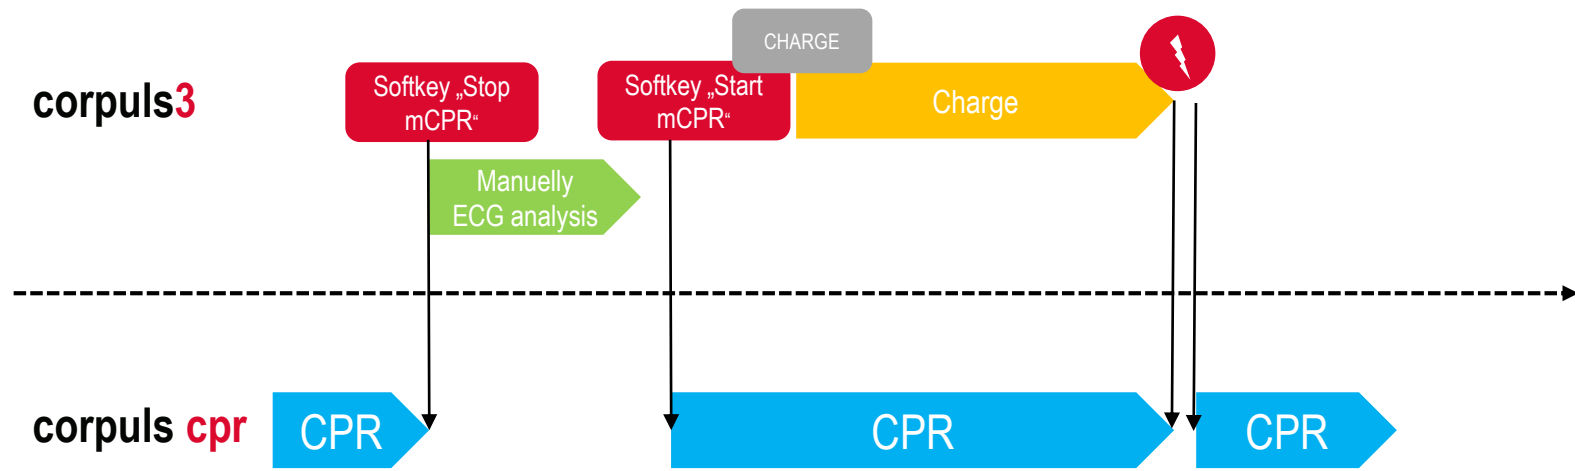 CHARGE
corpuls3
Softkey „Stop
mCPR“
Softkey „Start
mCPR“
Charge
Manuelly
ECG analysis
corpuls cpr
CPR
CPR
CPR